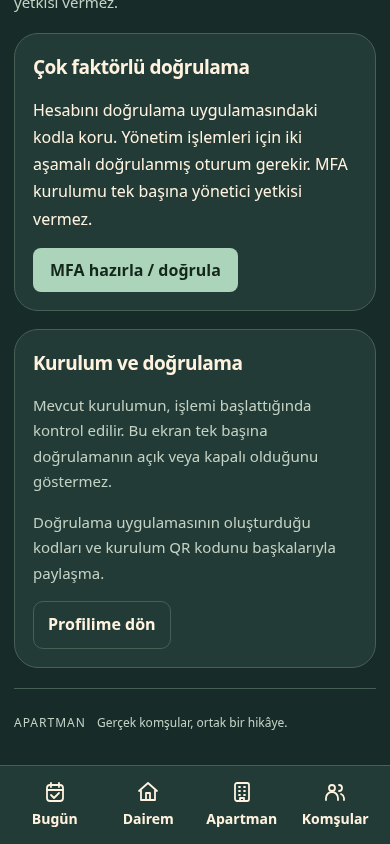 yetkisi vermez.
Çok faktörlü doğrulama
Hesabını doğrulama uygulamasındaki
kodla koru. Yönetim işlemleri için iki
aşamalı doğrulanmış oturum gerekir. MFA
kurulumu tek başına yönetici yetkisi
vermez.
MFA hazırla / doğrula
Kurulum ve doğrulama
Mevcut kurulumun, işlemi başlattığında
kontrol edilir. Bu ekran tek başına
doğrulamanın açık veya kapalı olduğunu
göstermez.
Doğrulama uygulamasının oluşturduğu
kodları ve kurulum QR kodunu başkalarıyla
paylaşma.
Profilime dön
APARTMAN Gerçek komşular, ortak bir hikâye.
Bugün Dairem Apartman Komşular